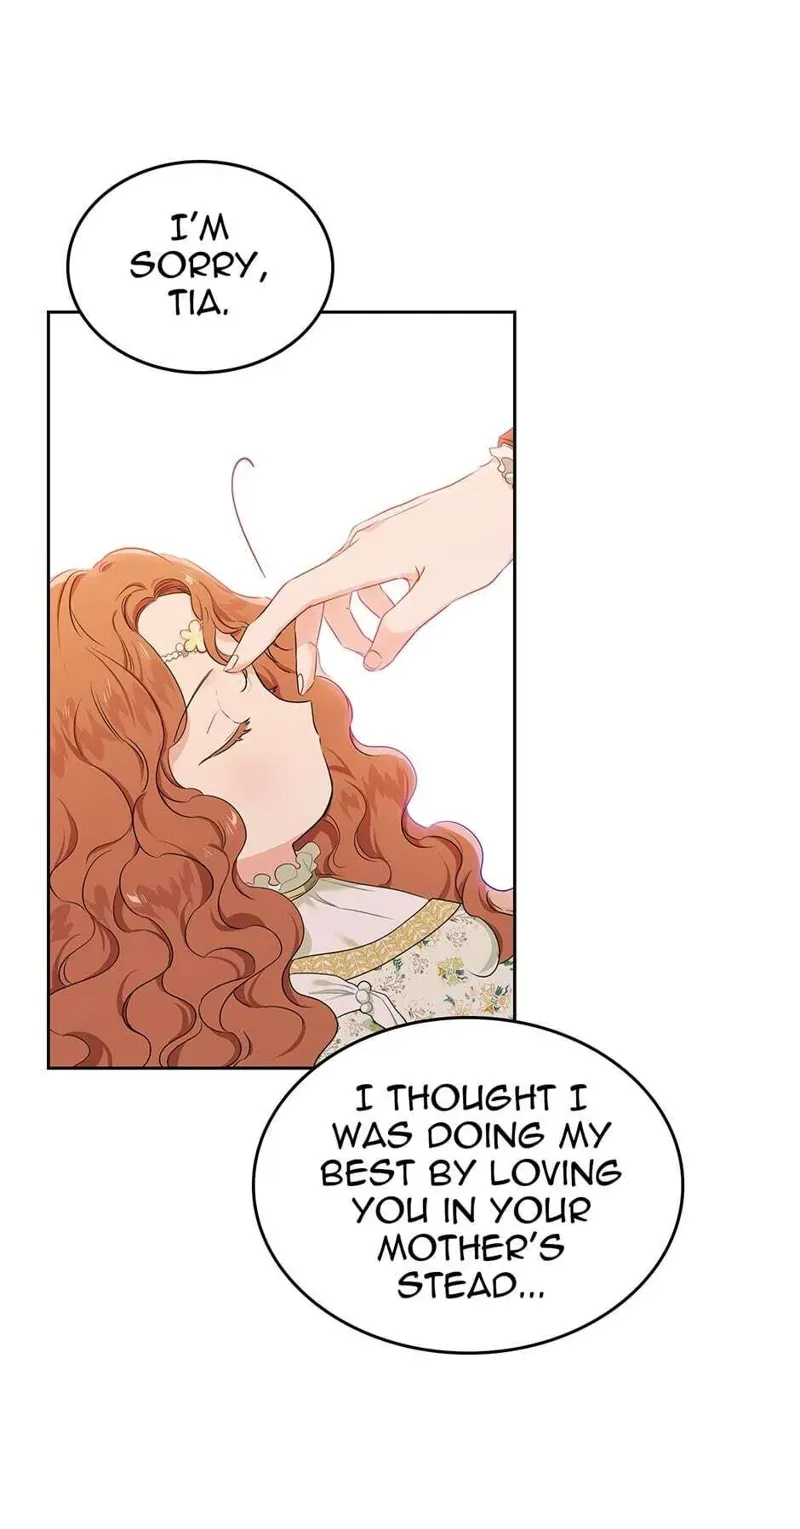 I'M
SORRY,
TIA.
I THOUGHT I
WAS DOING MY
BEST BY LOVING
YOU IN YOUR
MOTHER'S
STEAD...